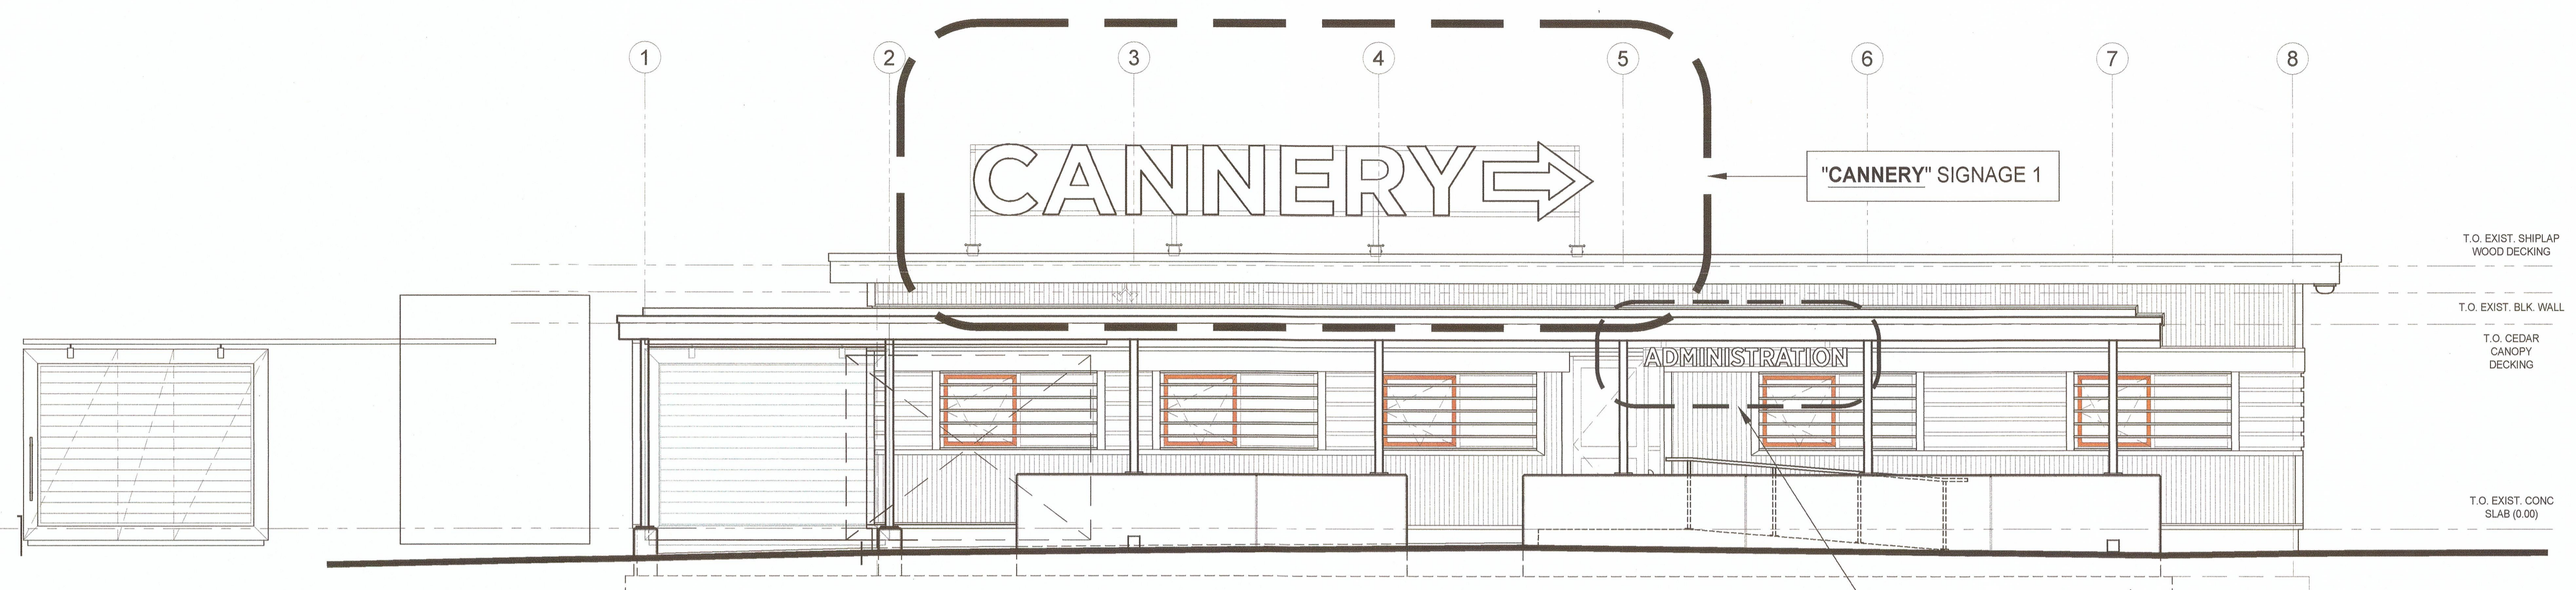 1 2 3 4 5 6 7 8
CANNERY
"CANNERY" SIGNAGE 1
T.O. EXIST. SHIPLAP
WOOD DECKING
T.O. EXIST. BLK. WALL
T.O. CEDAR
CANOPY
DECKING
ADMINISTRATION
T.O. EXIST. CONC
SLAB (0.00)